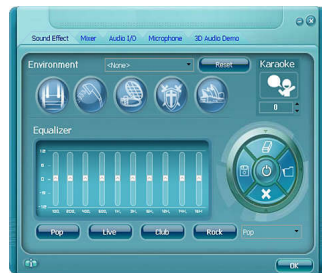 Sound Effect Mixer Audio I/O Microphone 3D Audio Demo
Environment <None> Reset Karaoke
0
Equalizer
Pop Live Club Rock Pop
OK